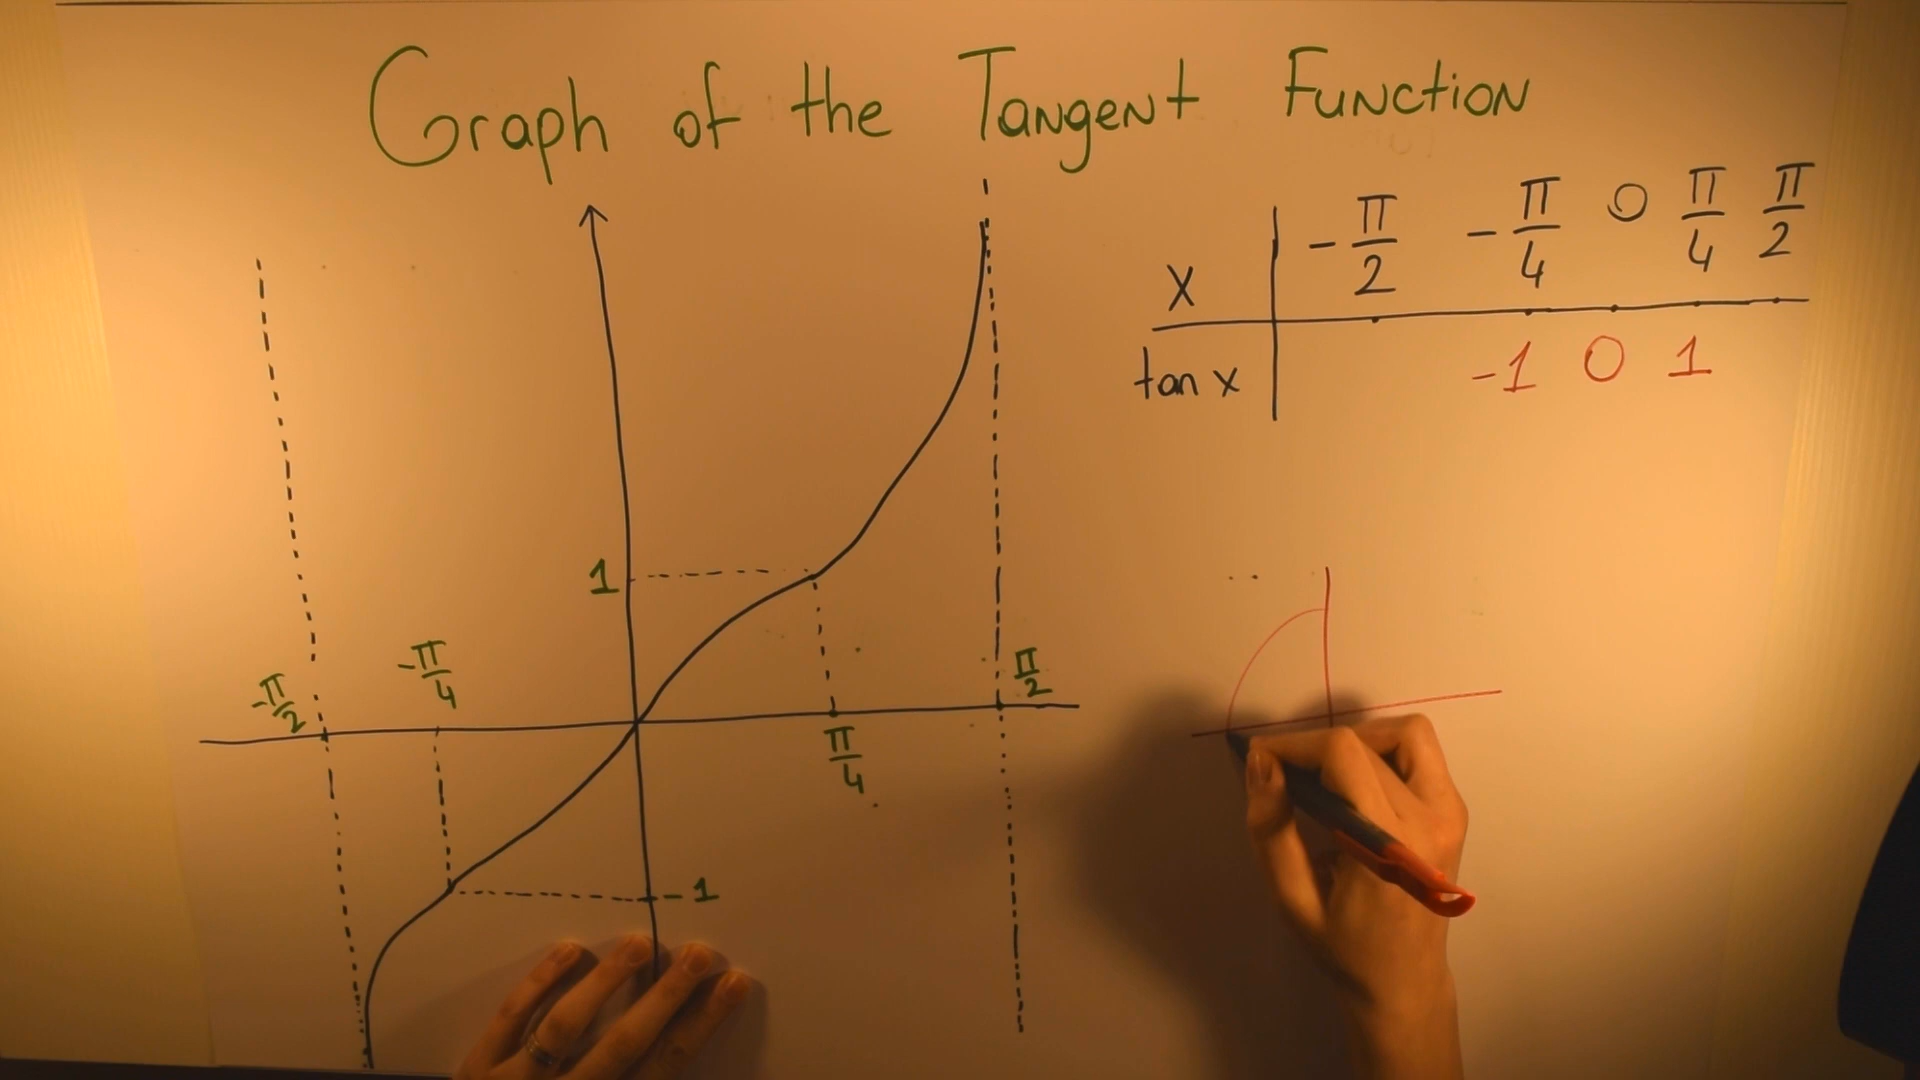 Graph of the Tangent Function
x -π/2 -π/4 0 π/4 π/2
tan x -1 0 1
1
-π/2 -π/4 π/2
π/4
-1